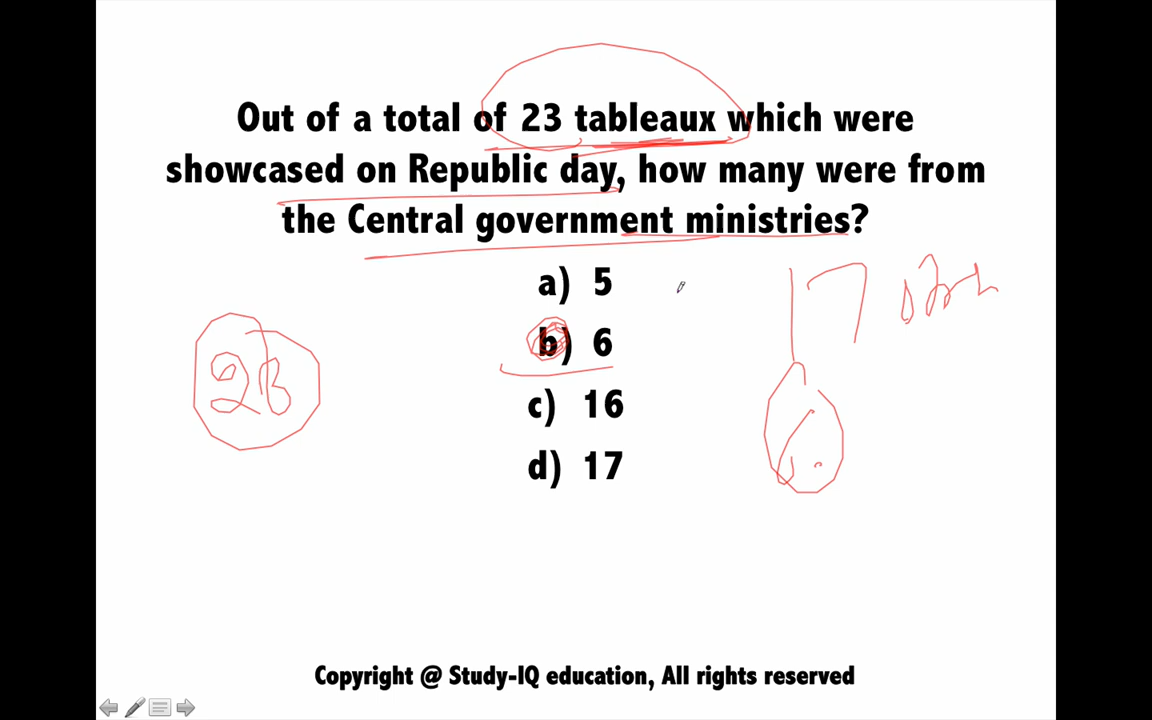 Out of a total of 23 tableaux which were
showcased on Republic day, how many were from
the Central government ministries?
a) 5
b) 6
c) 16
d) 17
23
17
6
Copyright @ Study-IQ education, All rights reserved